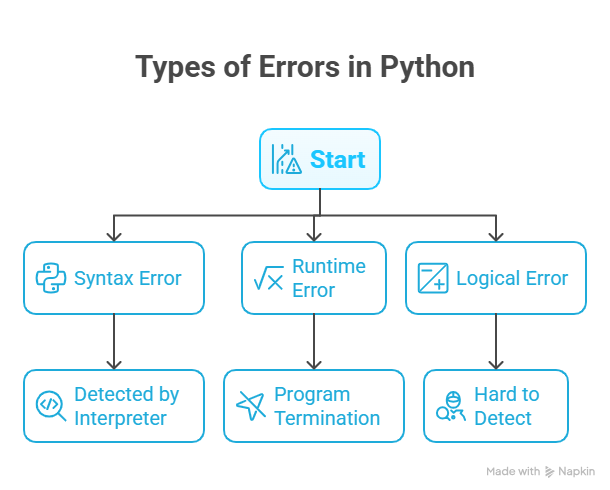 Types of Errors in Python
Start
Syntax Error
Runtime
Error
Logical Error
Detected by
Interpreter
Program
Termination
Hard to
Detect
Made with Napkin